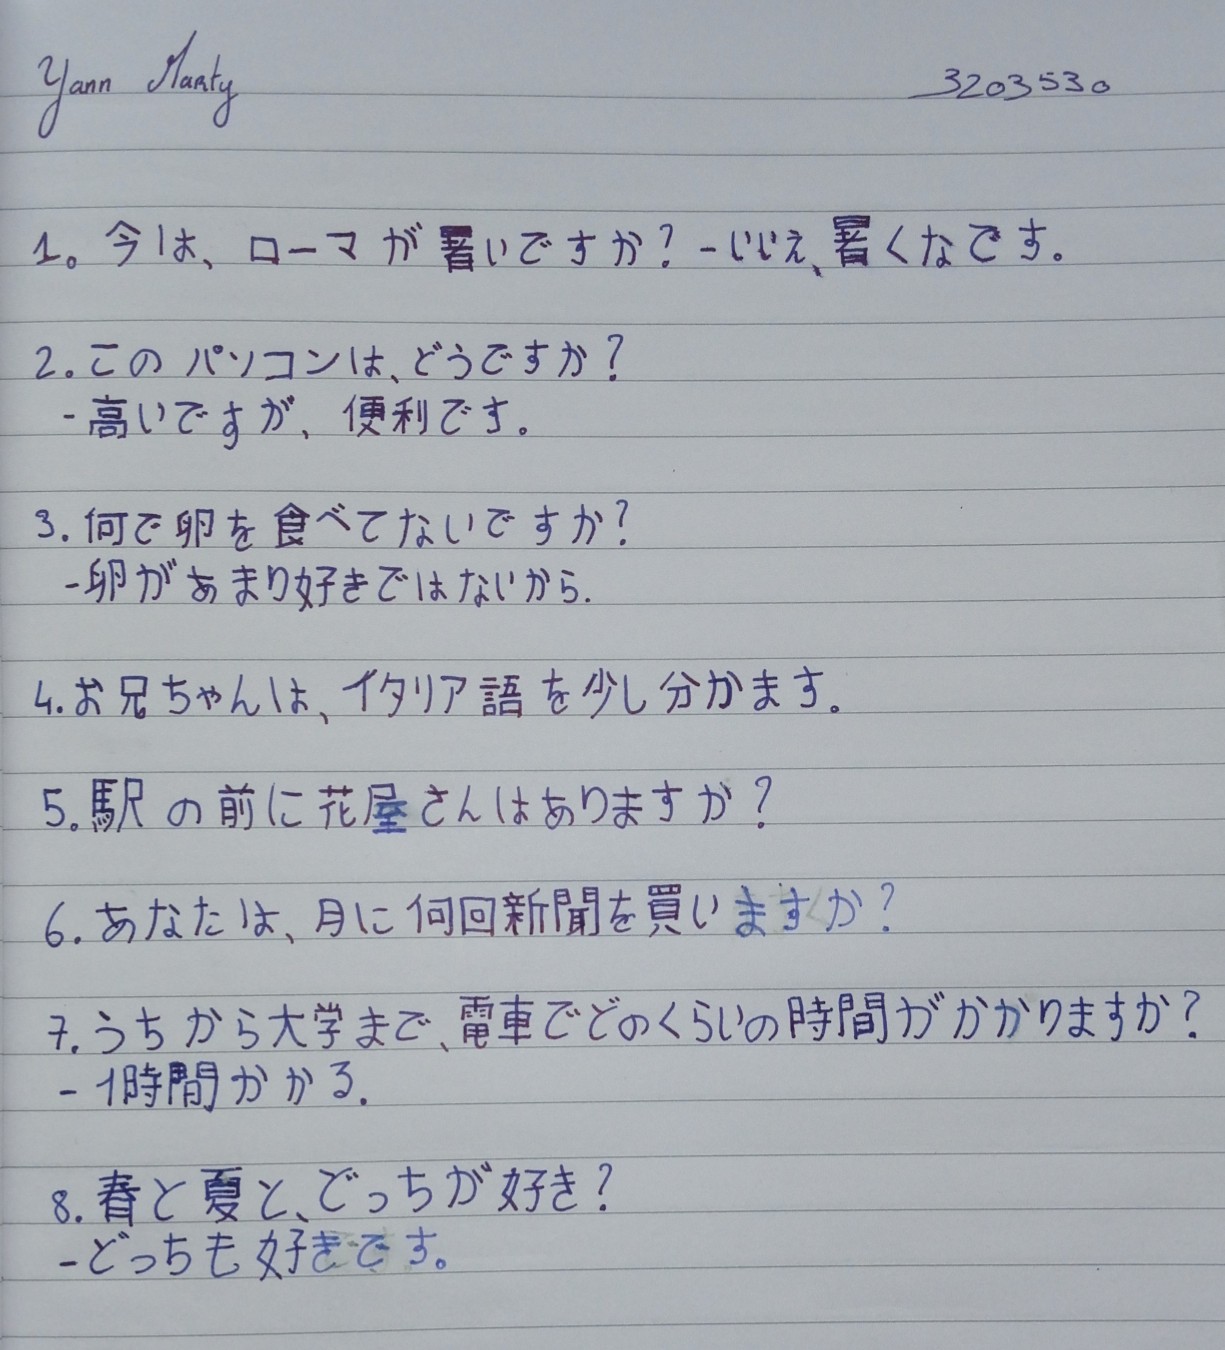 Yann Marty 3203530
1. 今は、ローマが暑いですか? - いいえ、暑くなです。
2. このパソコンは、どうですか?
- 高いですが、便利です。
3. 何で卵を食べてないですか?
- 卵があまり好きではないから.
4. お兄ちゃんは、イタリア語を少し分かます。
5. 駅の前に花屋さんはありますか?
6. あなたは、月に何回新聞を買いますか?
7. うちから大学まで、電車でどのくらいの時間がかかりますか?
- 1時間かかる.
8. 春と夏と、どっちが好き?
- どっちも好きです。